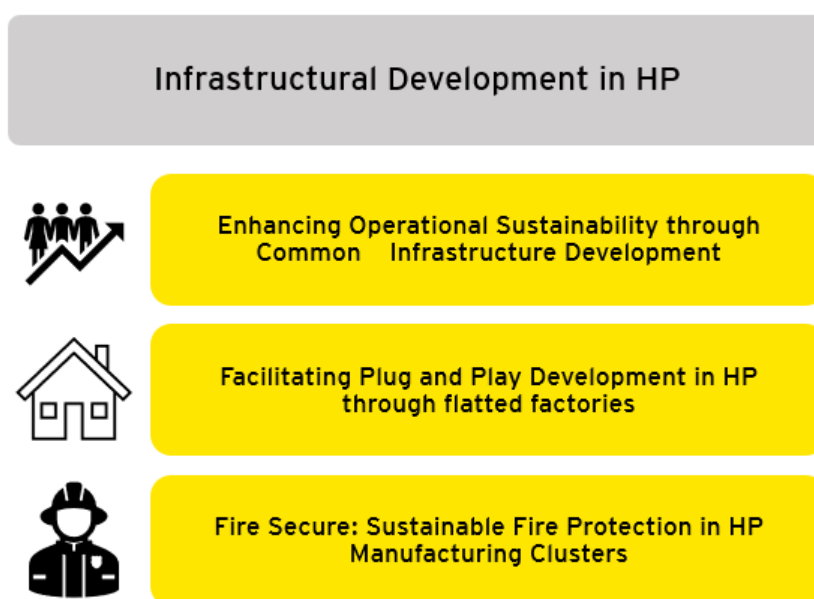 Infrastructural Development in HP
Enhancing Operational Sustainability through
Common    Infrastructure Development
Facilitating Plug and Play Development in HP
through flatted factories
Fire Secure: Sustainable Fire Protection in HP
Manufacturing Clusters